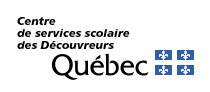 Centre
de services scolaire
des Découvreurs
Québec